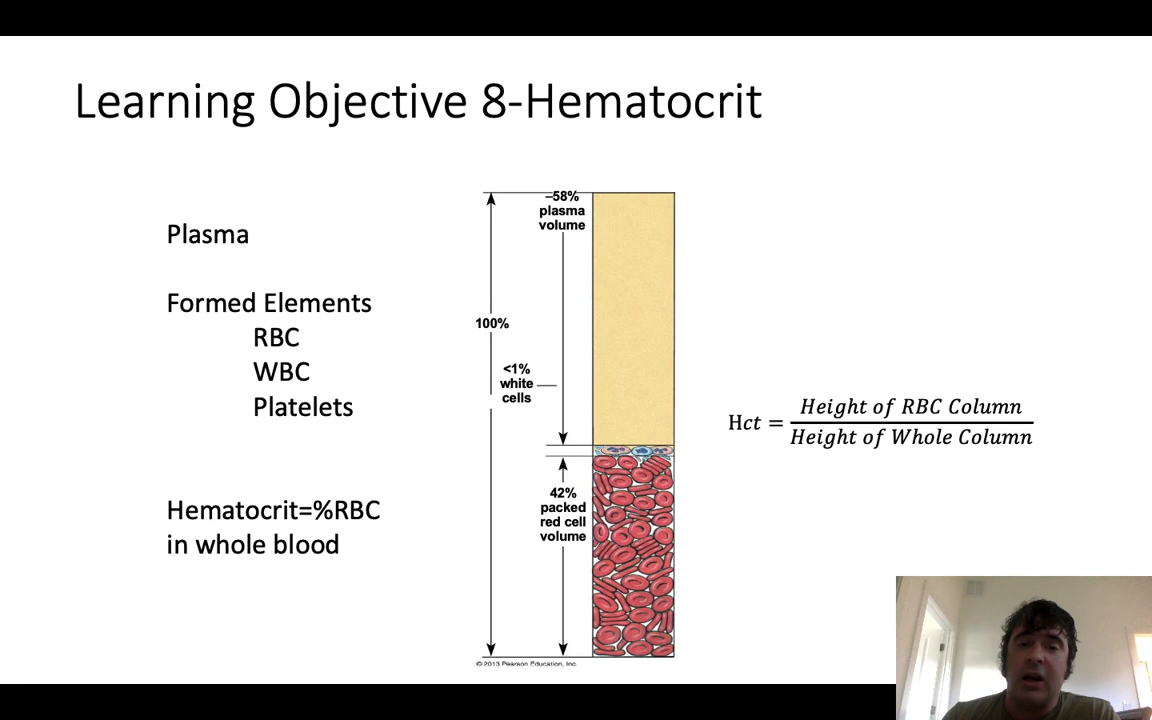 Learning Objective 8-Hematocrit
Plasma
Formed Elements
RBC
WBC
Platelets
Hematocrit=%RBC
in whole blood
~58%
plasma
volume
100%
<1%
white
cells
42%
packed
red cell
volume
© 2013 Pearson Education, Inc.
Hct = Height of RBC Column / Height of Whole Column